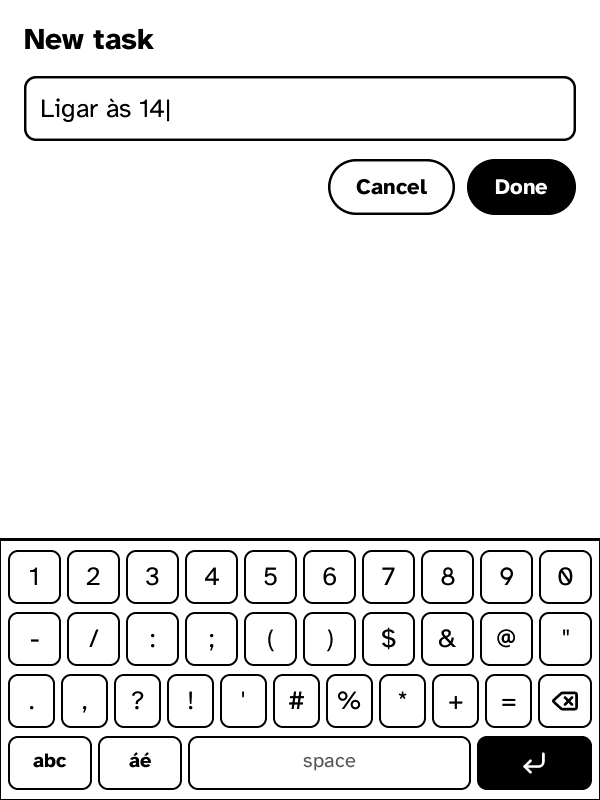 New task
Ligar às 14|
Cancel Done
1 2 3 4 5 6 7 8 9 0
- / : ; ( ) $ & @ "
. , ? ! ' # % * + =
abc áé space